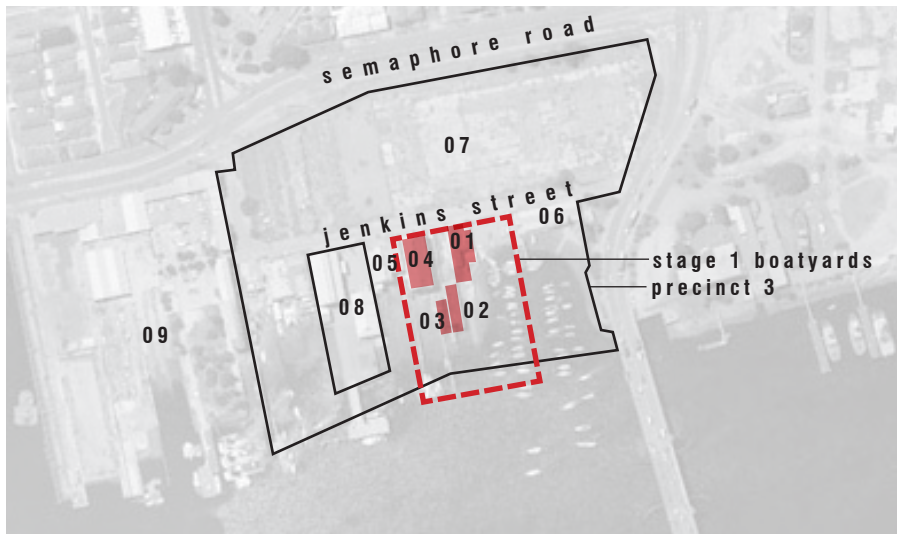 semaphore road
07
jenkins street
06
01
05
04
stage 1 boatyards
precinct 3
08
03
02
09